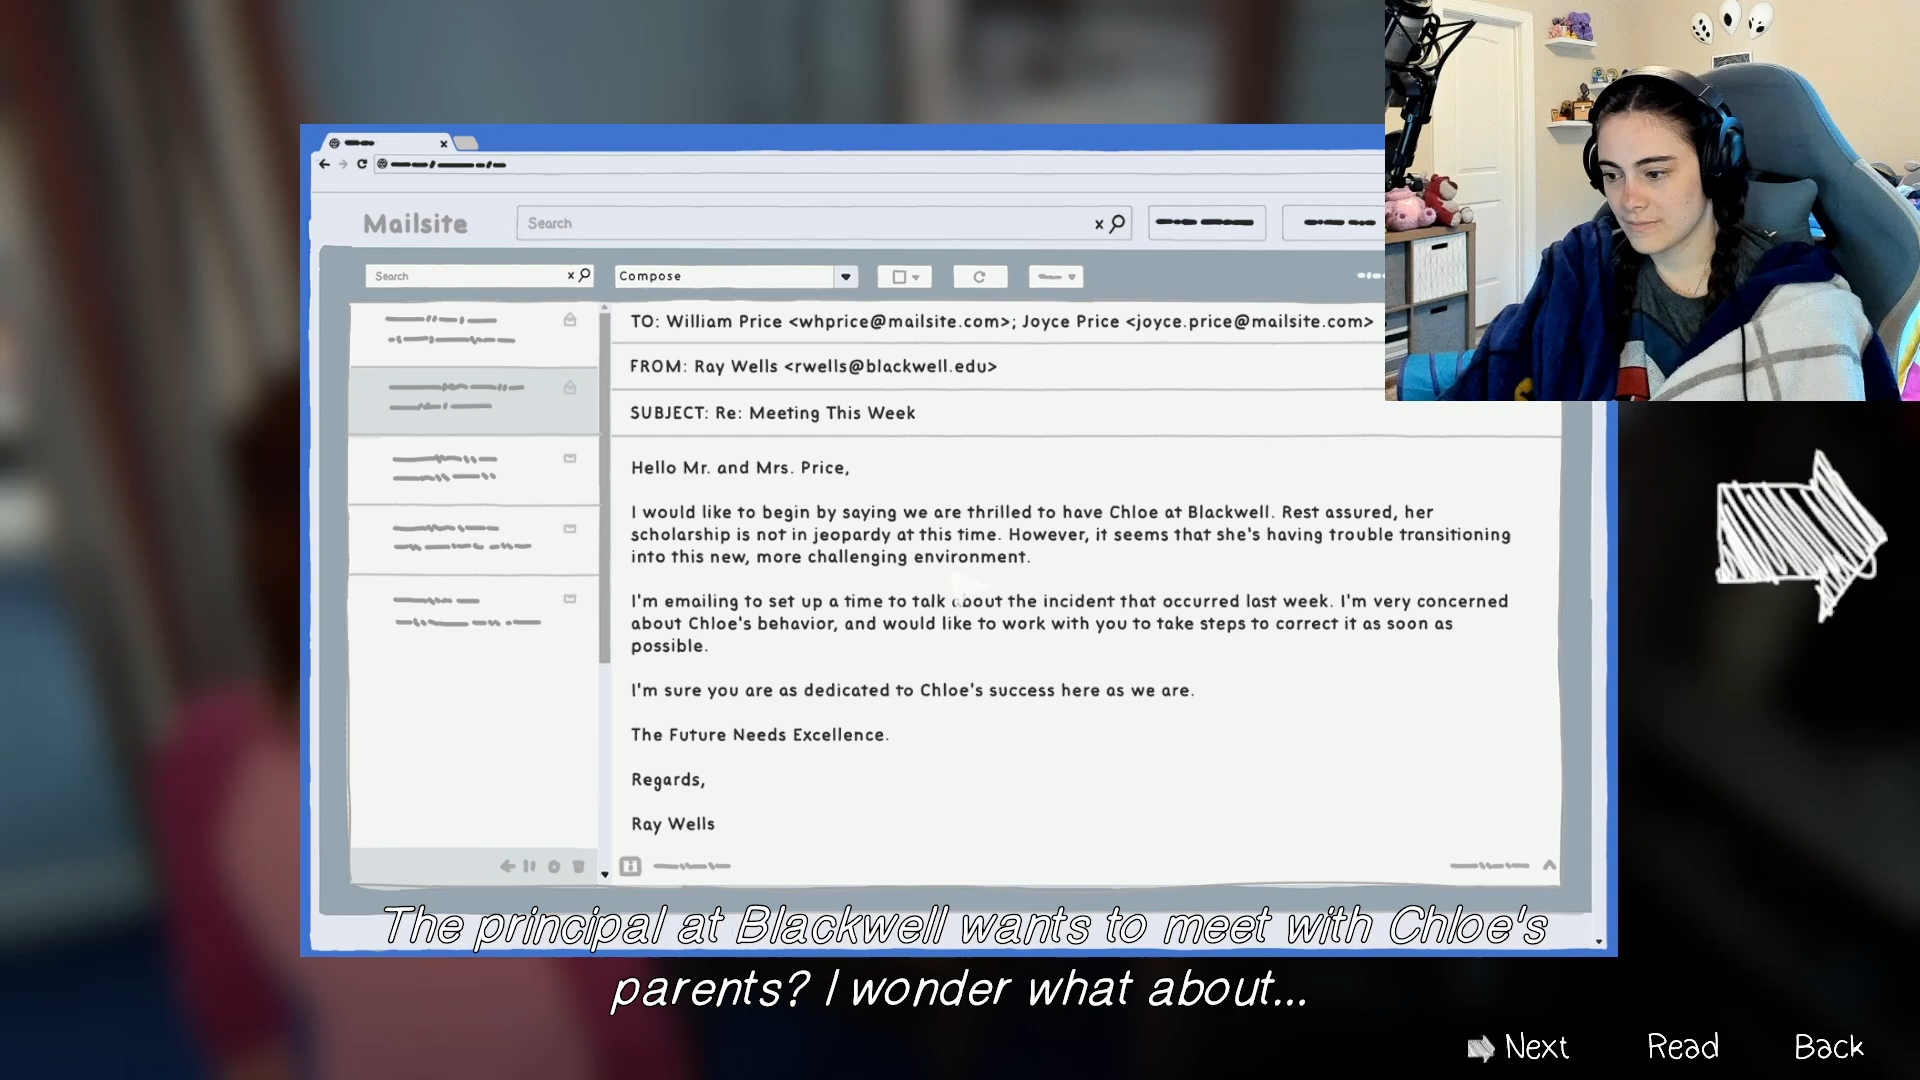 Mailsite
Search
x
Search
x
Compose
TO: William Price <whprice@mailsite.com>; Joyce Price <joyce.price@mailsite.com>
FROM: Ray Wells <rwells@blackwell.edu>
SUBJECT: Re: Meeting This Week
Hello Mr. and Mrs. Price,
I would like to begin by saying we are thrilled to have Chloe at Blackwell. Rest assured, her
scholarship is not in jeopardy at this time. However, it seems that she's having trouble transitioning
into this new, more challenging environment.
I'm emailing to set up a time to talk about the incident that occurred last week. I'm very concerned
about Chloe's behavior, and would like to work with you to take steps to correct it as soon as
possible.
I'm sure you are as dedicated to Chloe's success here as we are.
The Future Needs Excellence.
Regards,
Ray Wells
The principal at Blackwell wants to meet with Chloe's
parents? I wonder what about...
Next Read Back